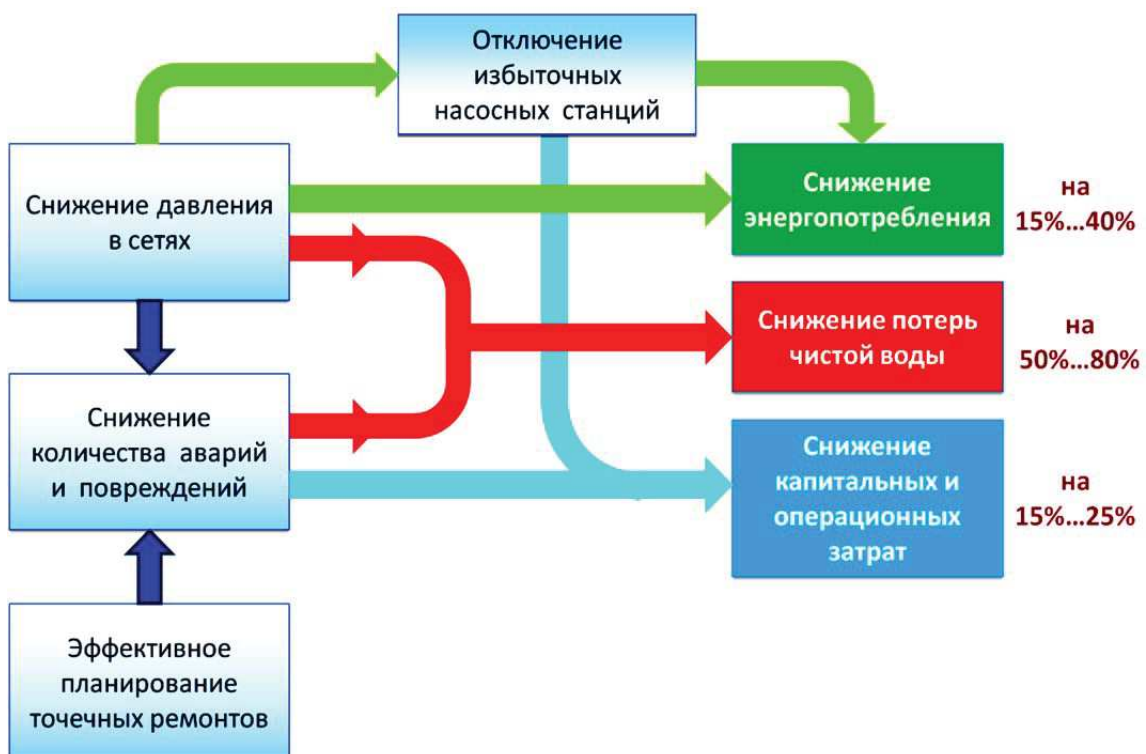 Отключение
избыточных
насосных станций
Снижение давления
в сетях
Снижение
энергопотребления
на
15%...40%
Снижение потерь
чистой воды
на
50%...80%
Снижение
количества аварий
и повреждений
Снижение
капитальных и
операционных
затрат
на
15%...25%
Эффективное
планирование
точечных ремонтов